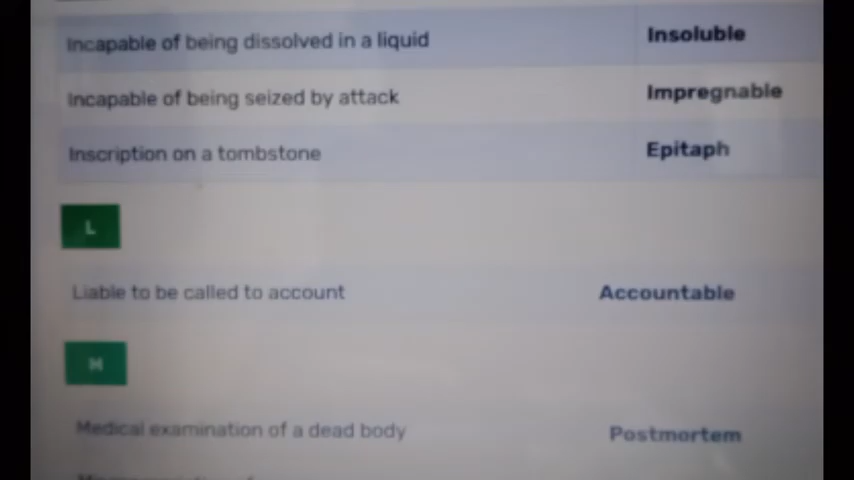 Incapable of being dissolved in a liquid Insoluble
Incapable of being seized by attack Impregnable
Inscription on a tombstone Epitaph
L
Liable to be called to account Accountable
M
Medical examination of a dead body Postmortem